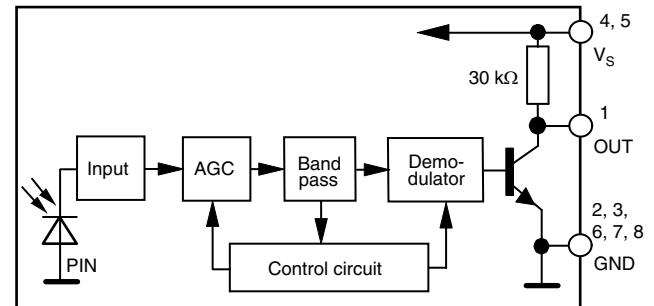 4, 5
V_S
30 kΩ
1
OUT
Input
AGC
Band
pass
Demo-
dulator
2, 3,
6, 7, 8
GND
PIN
Control circuit